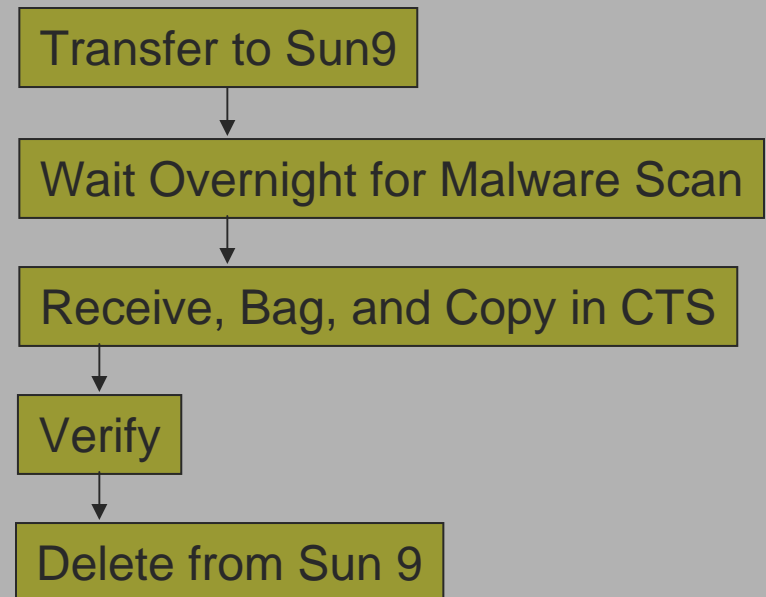 Transfer to Sun9
Wait Overnight for Malware Scan
Receive, Bag, and Copy in CTS
Verify
Delete from Sun 9